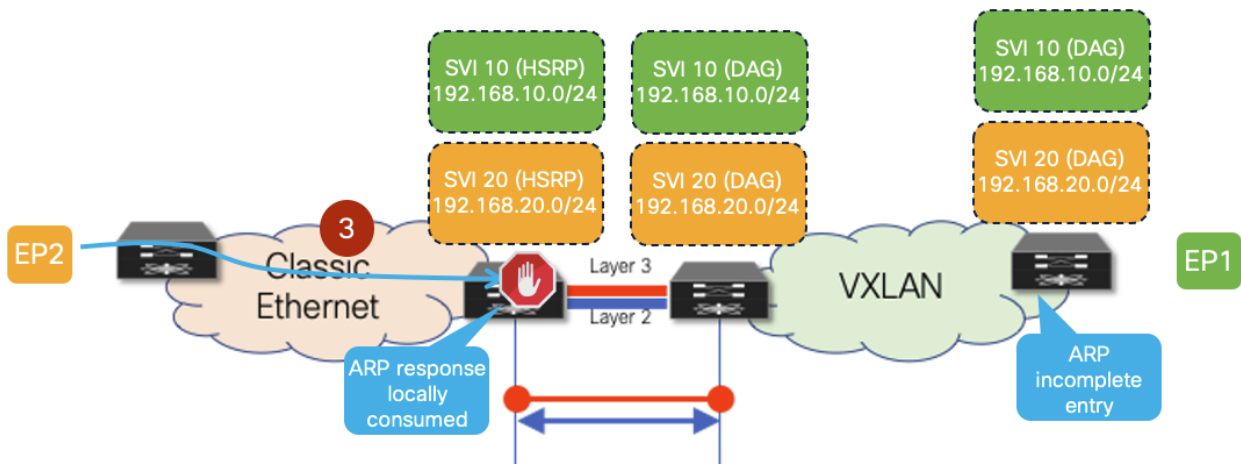 SVI 10 (HSRP)
192.168.10.0/24
SVI 10 (DAG)
192.168.10.0/24
SVI 10 (DAG)
192.168.10.0/24
SVI 20 (HSRP)
192.168.20.0/24
SVI 20 (DAG)
192.168.20.0/24
SVI 20 (DAG)
192.168.20.0/24
EP2
3
Classic
Ethernet
Layer 3
Layer 2
VXLAN
EP1
ARP response
locally
consumed
ARP
incomplete
entry